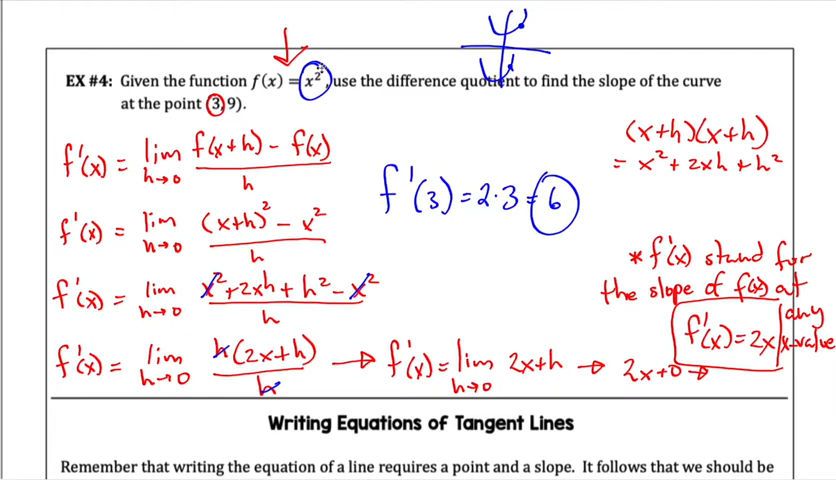 EX #4: Given the function f(x) = x², use the difference quotient to find the slope of the curve
at the point (3,9).
(x+h)(x+h)
= x² + 2xh + h²
f'(x) = lim h→0 f(x+h) - f(x) / h
f'(3) = 2·3 = 6
f'(x) = lim h→0 (x+h)² - x² / h
* f'(x) stand for
the slope of f(x) at
any
x-value
f'(x) = lim h→0 x² + 2xh + h² - x² / h
f'(x) = 2x
f'(x) = lim h→0 h(2x+h) / h → f'(x) = lim h→0 2x+h → 2x+0 →
Writing Equations of Tangent Lines
Remember that writing the equation of a line requires a point and a slope. It follows that we should be